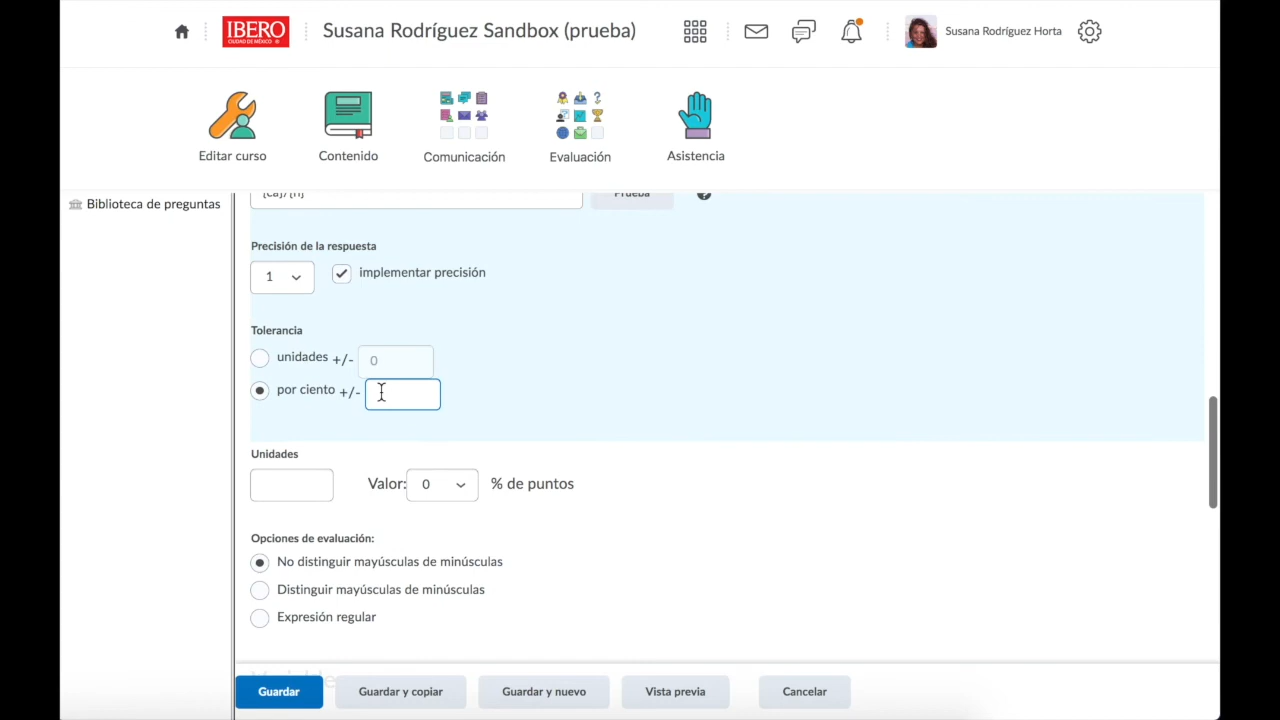 IBERO
CIUDAD DE MÉXICO
Susana Rodríguez Sandbox (prueba)
Susana Rodríguez Horta
Editar curso
Contenido
Comunicación
Evaluación
Asistencia
Biblioteca de preguntas
Prueba
Precisión de la respuesta
1
implementar precisión
Tolerancia
unidades +/- 0
por ciento +/-
Unidades
Valor: 0 % de puntos
Opciones de evaluación:
No distinguir mayúsculas de minúsculas
Distinguir mayúsculas de minúsculas
Expresión regular
Guardar
Guardar y copiar
Guardar y nuevo
Vista previa
Cancelar